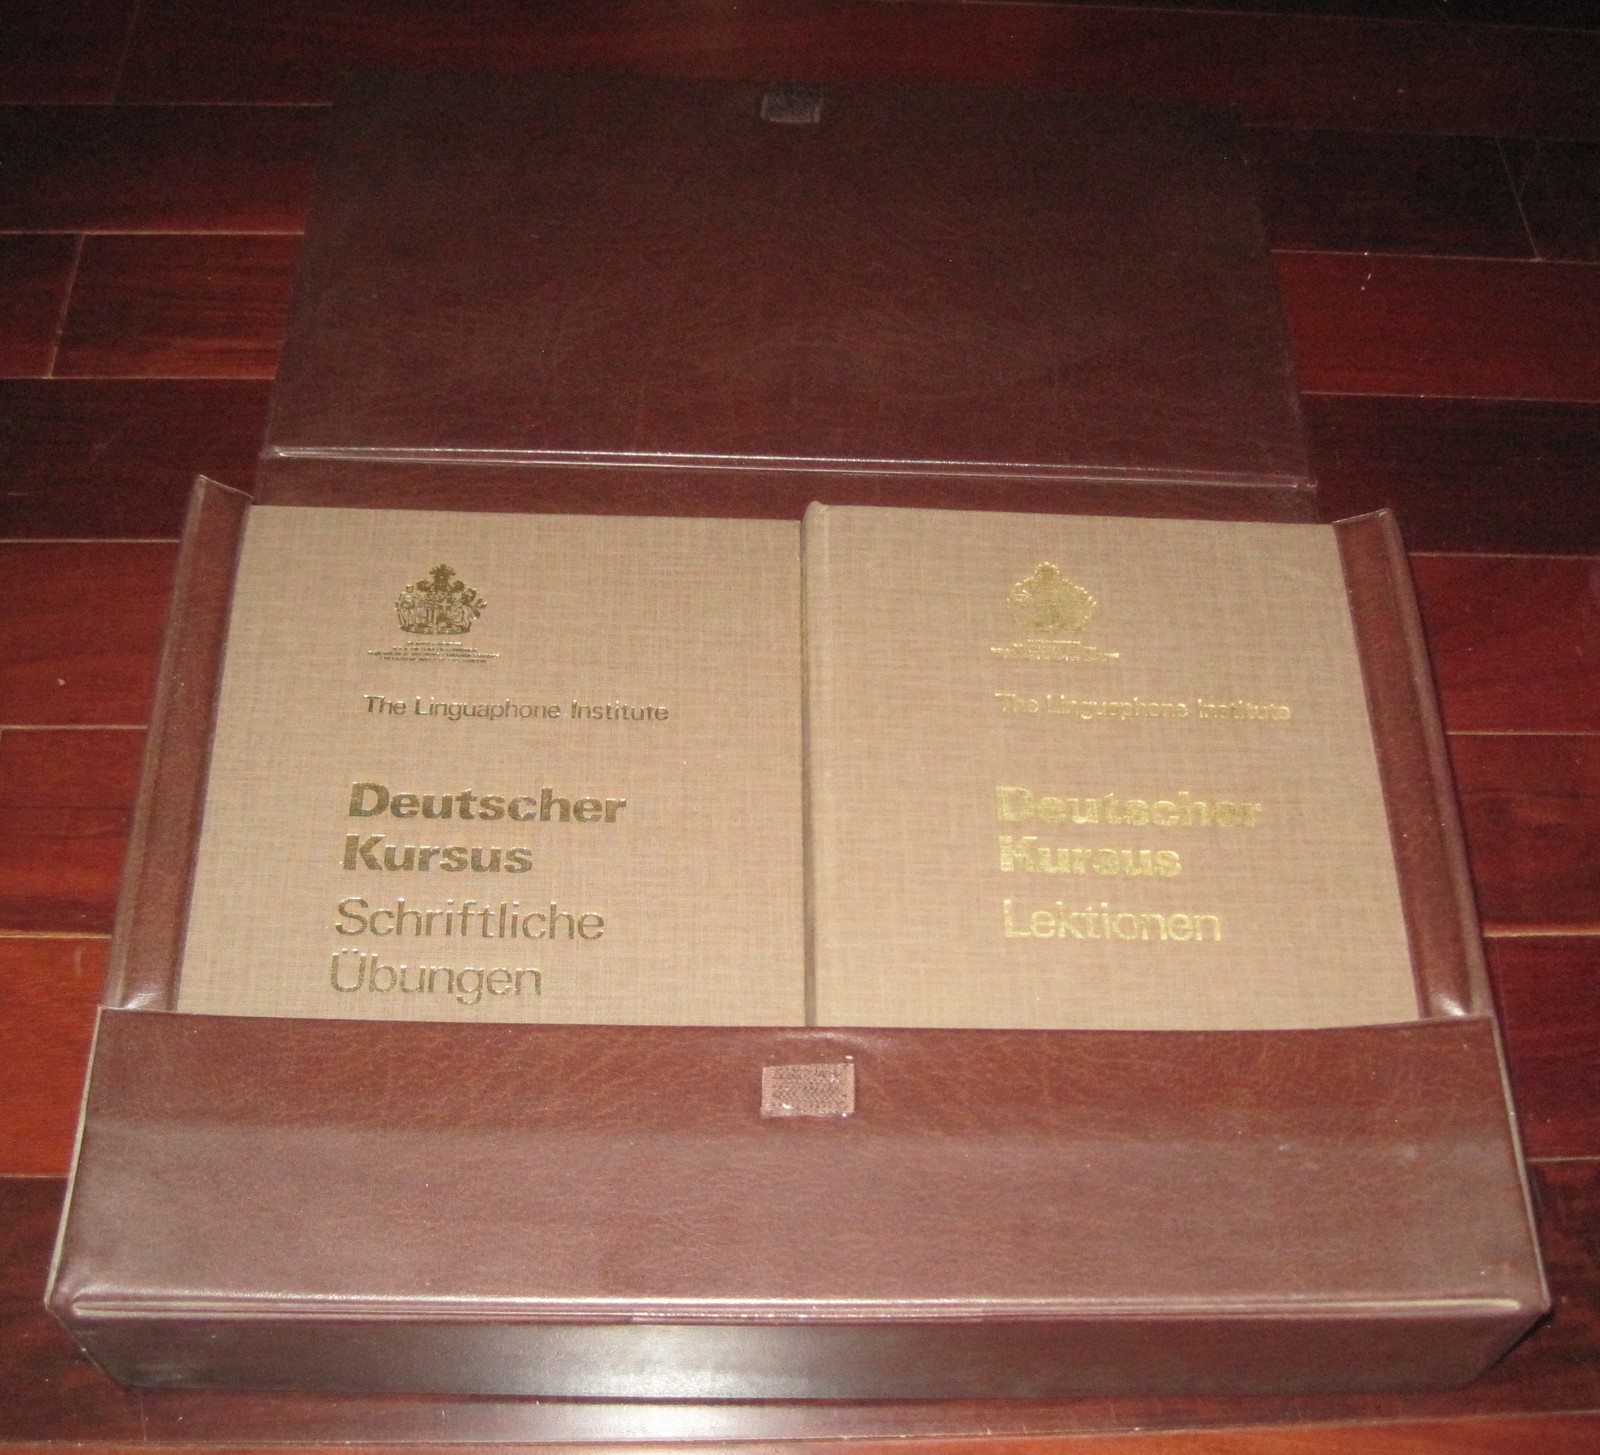 The Linguaphone Institute
Deutscher
Kursus
Schriftliche
Übungen
The Linguaphone Institute
Deutscher
Kursus
Lektionen